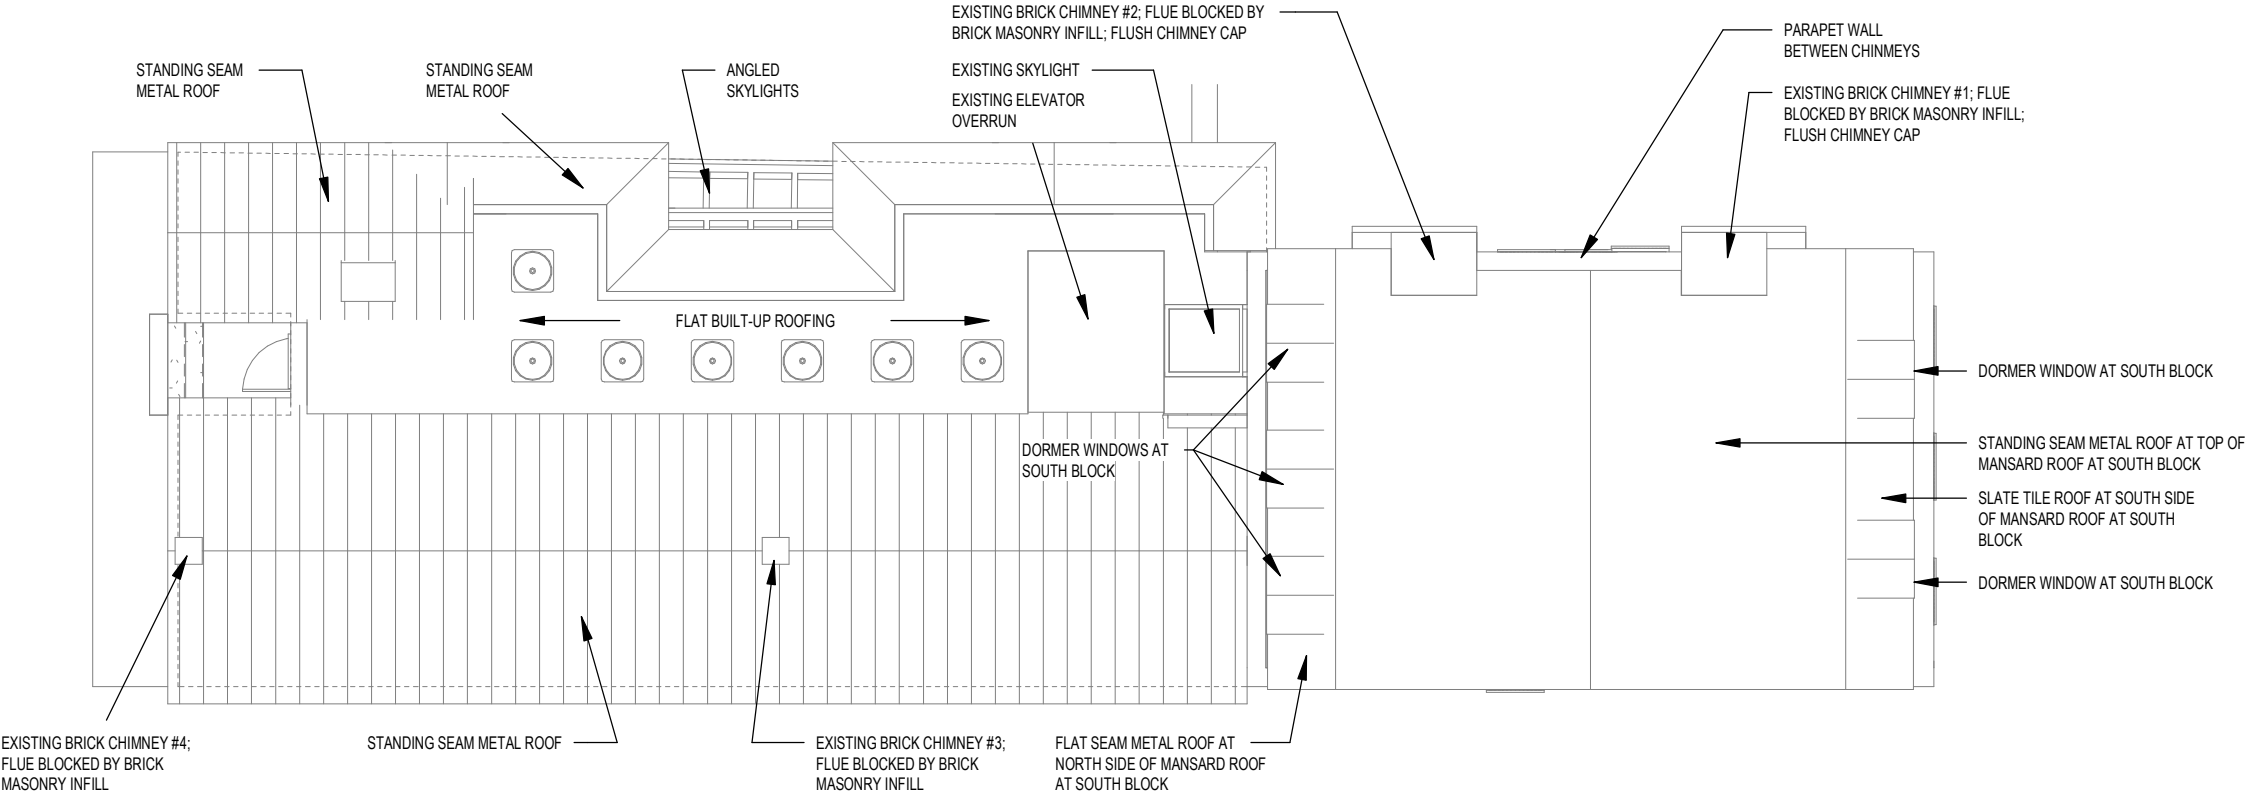 EXISTING BRICK CHIMNEY #2; FLUE BLOCKED BY
BRICK MASONRY INFILL; FLUSH CHIMNEY CAP
PARAPET WALL
BETWEEN CHINMEYS
STANDING SEAM
METAL ROOF
STANDING SEAM
METAL ROOF
ANGLED
SKYLIGHTS
EXISTING SKYLIGHT
EXISTING ELEVATOR
OVERRUN
EXISTING BRICK CHIMNEY #1; FLUE
BLOCKED BY BRICK MASONRY INFILL;
FLUSH CHIMNEY CAP
FLAT BUILT-UP ROOFING
DORMER WINDOW AT SOUTH BLOCK
DORMER WINDOWS AT
SOUTH BLOCK
STANDING SEAM METAL ROOF AT TOP OF
MANSARD ROOF AT SOUTH BLOCK
SLATE TILE ROOF AT SOUTH SIDE
OF MANSARD ROOF AT SOUTH
BLOCK
DORMER WINDOW AT SOUTH BLOCK
EXISTING BRICK CHIMNEY #4;
FLUE BLOCKED BY BRICK
MASONRY INFILL
STANDING SEAM METAL ROOF
EXISTING BRICK CHIMNEY #3;
FLUE BLOCKED BY BRICK
MASONRY INFILL
FLAT SEAM METAL ROOF AT
NORTH SIDE OF MANSARD ROOF
AT SOUTH BLOCK